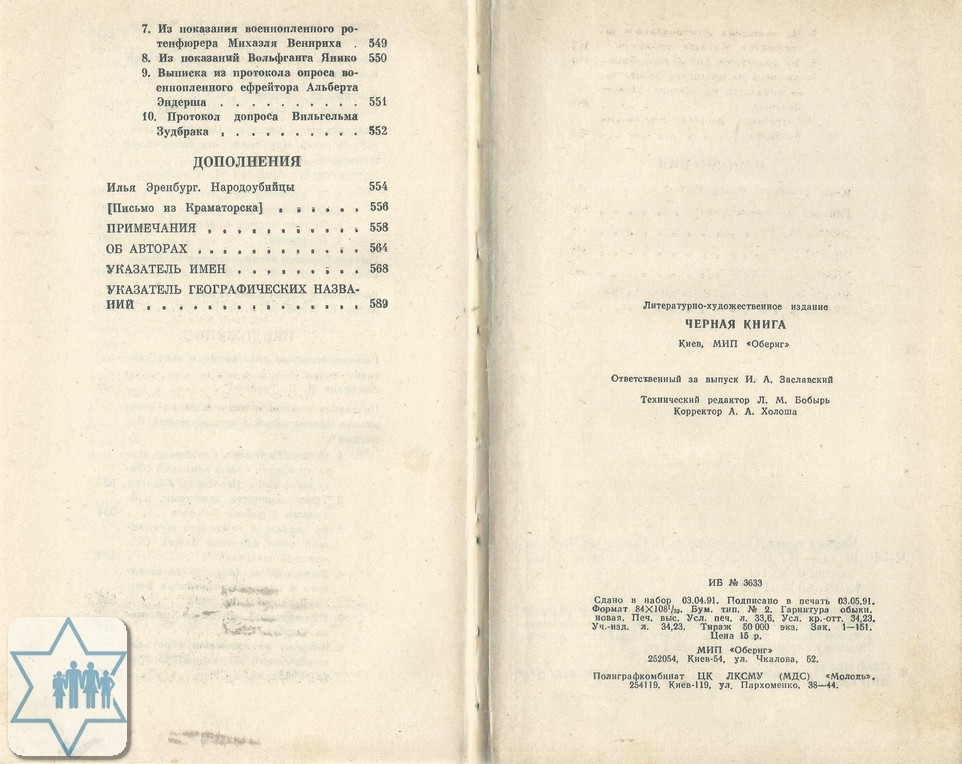 7. Из показания военнопленного ро-
тенфюрера Михаэля Веннриха . 549
8. Из показаний Вольфганга Янико 550
9. Выписка из протокола опроса во-
еннопленного ефрейтора Альберта
Эндерша . . . . . . . . . . 551
10. Протокол допроса Вильгельма
Зудбрака . . . . . . . . . . 552
ДОПОЛНЕНИЯ
Илья Эренбург. Народоубийцы 554
[Письмо из Краматорска] . . . . . . 556
ПРИМЕЧАНИЯ . . . . . . . . . . . 558
ОБ АВТОРАХ . . . . . . . . . . . . 564
УКАЗАТЕЛЬ ИМЕН . . . . . . . . . 568
УКАЗАТЕЛЬ ГЕОГРАФИЧЕСКИХ НАЗВА-
НИЙ . . . . . . . . . . . . . . . 589
Литературно-художественное издание
ЧЕРНАЯ КНИГА
Киев, МИП «Обериг»
Ответственный за выпуск И. А. Заславский
Технический редактор Л. М. Бобырь
Корректор А. А. Холоша
ИБ № 3633
Сдано в набор 03.04.91. Подписано в печать 03.05.91.
Формат 84×108¹/₃₂. Бум. тип. № 2. Гарнитура обыкн.
новая. Печ. выс. Усл. печ. л. 33,6. Усл. кр.-отт. 34,23.
Уч.-изд. л. 34,23. Тираж 50 000 экз. Зак. 1—151.
Цена 15 р.
МИП «Обериг»
252054, Киев-54, ул. Чкалова, 52.
Полиграфкомбинат ЦК ЛКСМУ (МДС) «Молодь».
254119, Киев-119, ул. Пархоменко, 38—44.